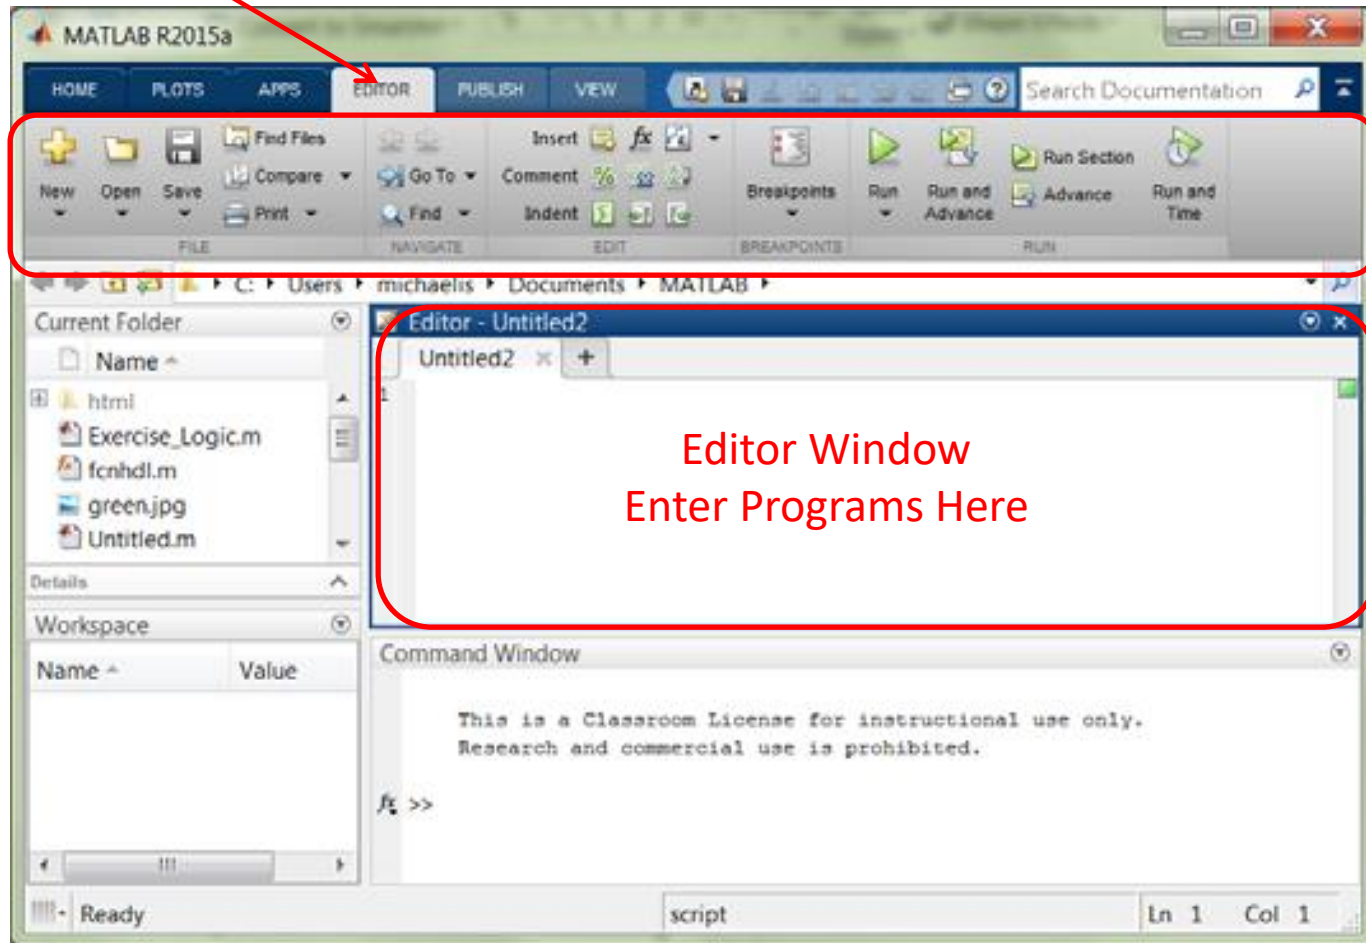 MATLAB R2015a
HOME PLOTS APPS EDITOR PUBLISH VIEW Search Documentation
New Open Save Find Files Compare Print
FILE
Go To Find
NAVIGATE
Insert fx
Comment
Indent
EDIT
Breakpoints
BREAKPOINTS
Run Run and Advance Run Section Advance Run and Time
RUN
C: Users michaelis Documents MATLAB
Current Folder
Name
html
Exercise_Logic.m
fcnhdl.m
green.jpg
Untitled.m
Details
Workspace
Name Value
Editor - Untitled2
Untitled2 +
1
Editor Window
Enter Programs Here
Command Window
This is a Classroom License for instructional use only.
Research and commercial use is prohibited.
fx >>
Ready script Ln 1 Col 1